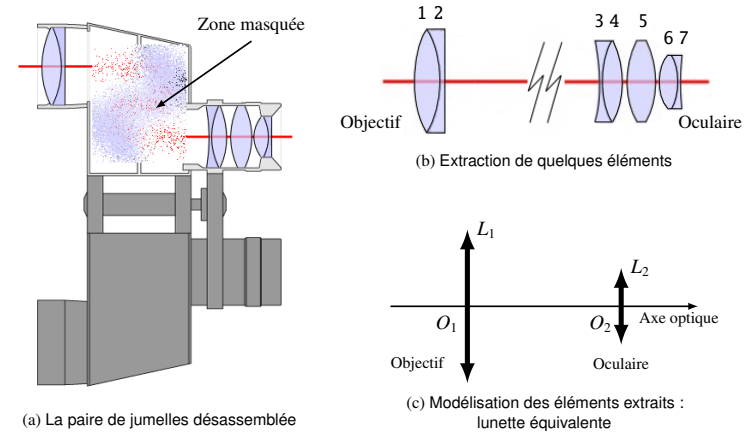 Zone masquée
(a) La paire de jumelles désassemblée
1 2 3 4 5 6 7
Objectif
Oculaire
(b) Extraction de quelques éléments
L1
L2
O1
O2
Axe optique
Objectif
Oculaire
(c) Modélisation des éléments extraits :
lunette équivalente